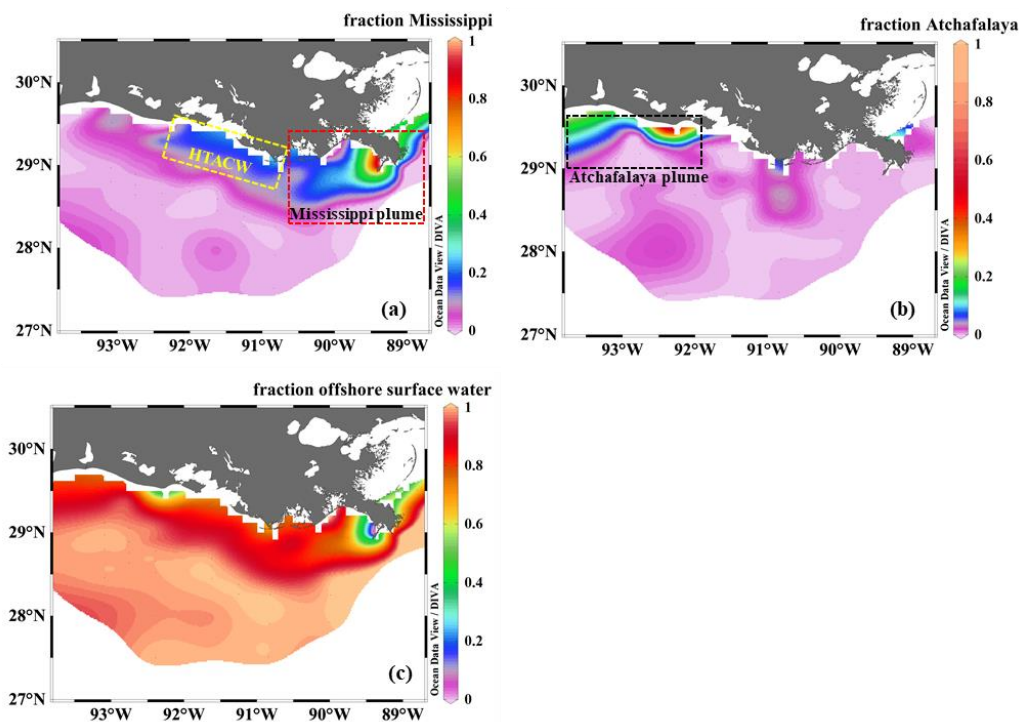 fraction Mississippi
1
30°N
0.8
0.6
HTACW
29°N
0.4
Mississippi plume
28°N
0.2
(a)
Ocean Data View / DIVA
27°N
0
93°W 92°W 91°W 90°W 89°W
fraction Atchafalaya
1
30°N
0.8
0.6
29°N
Atchafalaya plume
0.4
28°N
0.2
(b)
Ocean Data View / DIVA
27°N
0
93°W 92°W 91°W 90°W 89°W
fraction offshore surface water
1
30°N
0.8
0.6
29°N
0.4
28°N
0.2
(c)
Ocean Data View / DIVA
27°N
0
93°W 92°W 91°W 90°W 89°W